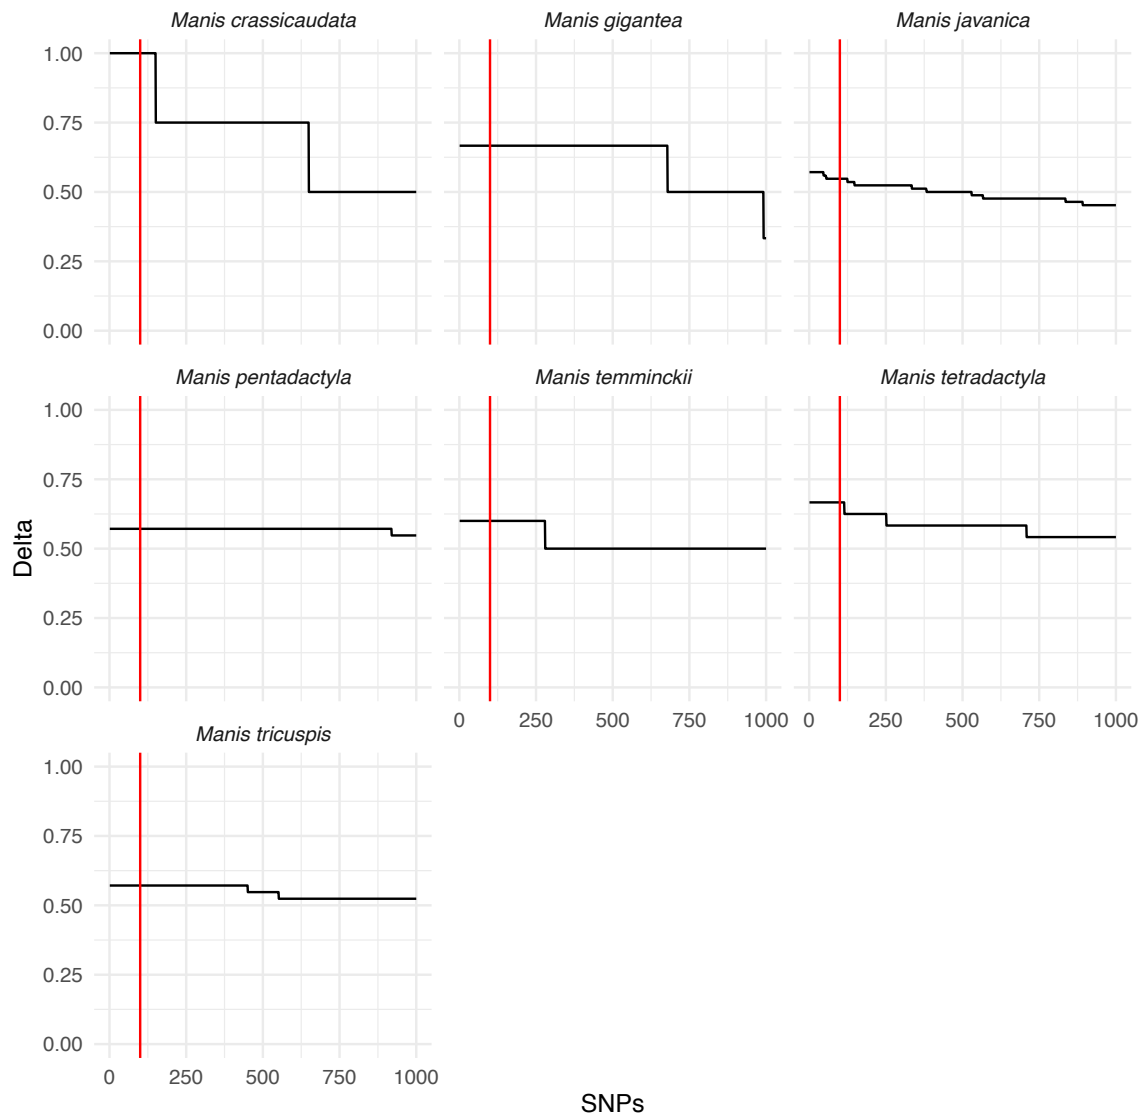 Manis crassicaudata
Manis gigantea
Manis javanica
1.00
0.75
0.50
0.25
0.00
Manis pentadactyla
Manis temminckii
Manis tetradactyla
1.00
0.75
0.50
0.25
0.00
Delta
0 250 500 750 1000
0 250 500 750 1000
Manis tricuspis
1.00
0.75
0.50
0.25
0.00
0 250 500 750 1000
SNPs